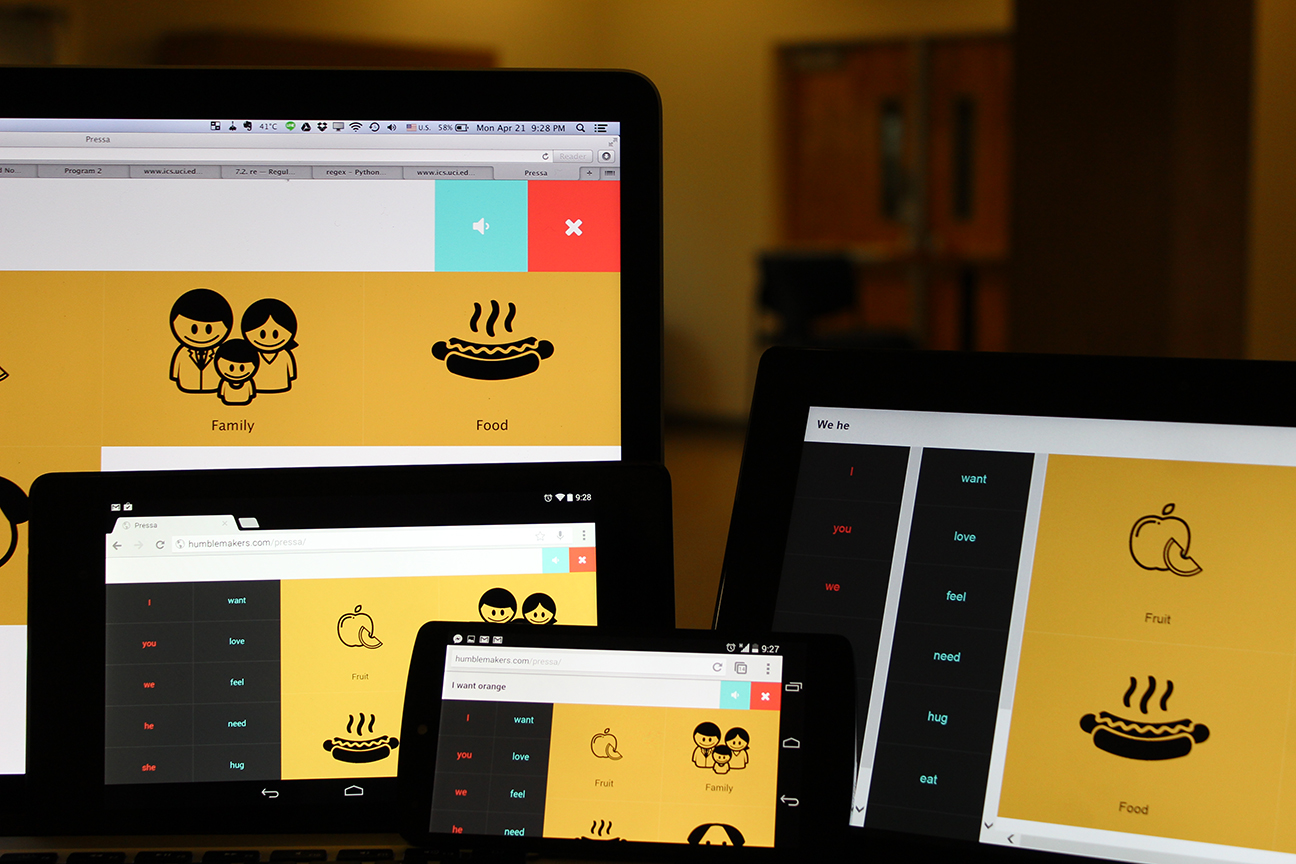 41°C U.S. 58% Mon Apr 21 9:28 PM
Pressa
Reader
Program 2 www.ics.uci.ed... 7.2. re — Regul... regex - Python... www.ics.uci.ed... Pressa
Family
Food
9:28
Pressa
humblemakers.com/pressa/
I want
you love
we feel
he need
she hug
Fruit
9:27
humblemakers.com/pressa/
I want orange
I want
you love
we feel
he need
Fruit
Family
We he
I want
you love
we feel
need
hug
eat
Fruit
Food